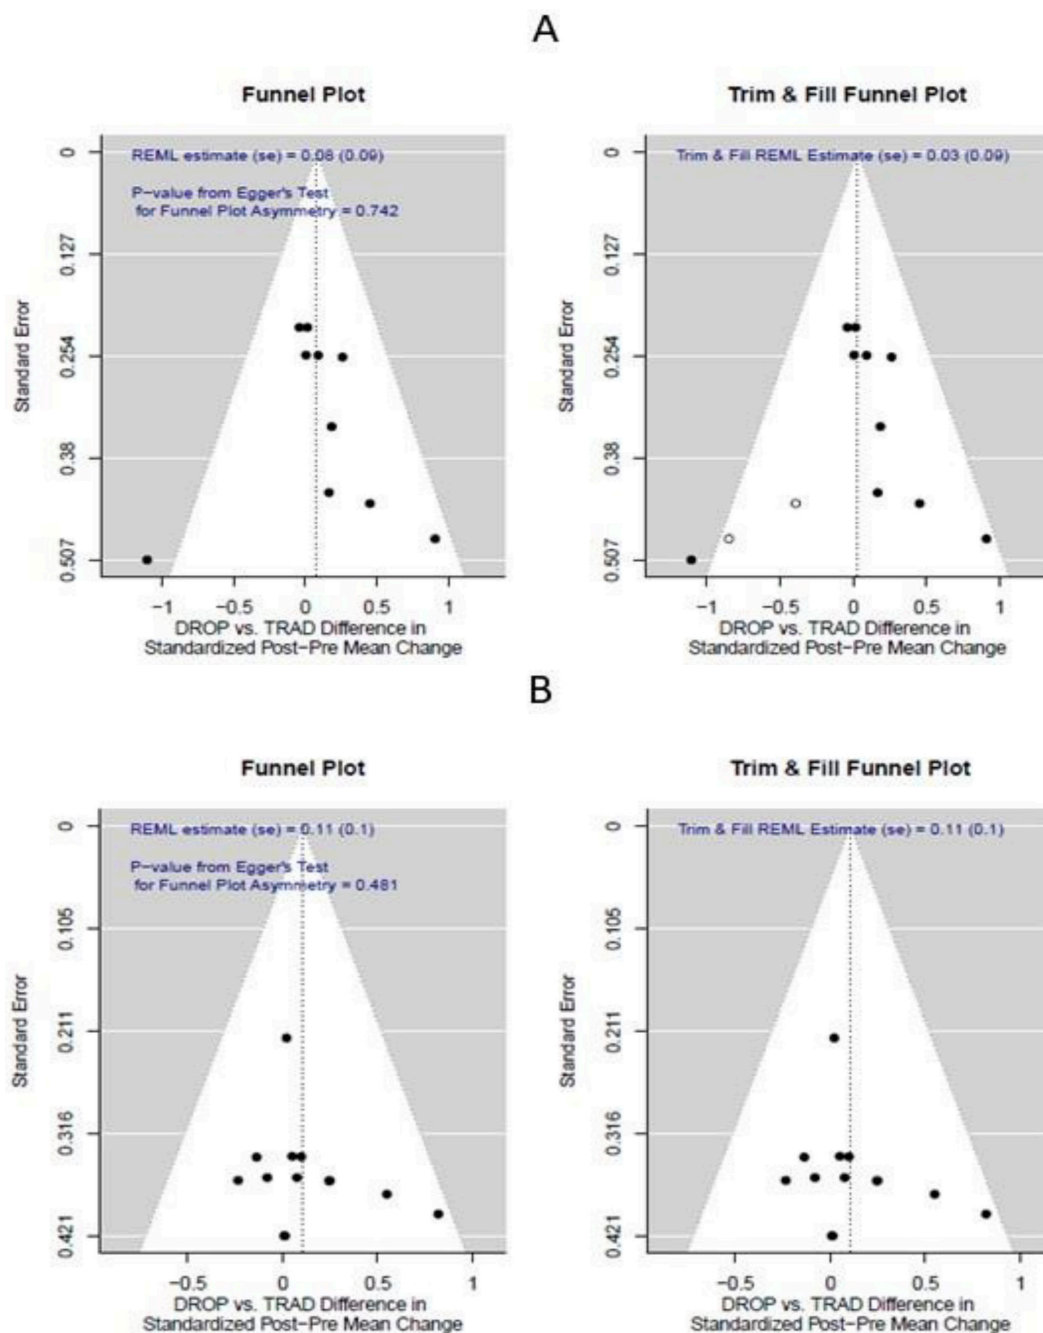 A
Funnel Plot
REML estimate (se) = 0.08 (0.09)
P-value from Egger's Test
for Funnel Plot Asymmetry = 0.742
Standard Error
0
0.127
0.254
0.38
0.507
-1
-0.5
0
0.5
1
DROP vs. TRAD Difference in
Standardized Post-Pre Mean Change
Trim & Fill Funnel Plot
Trim & Fill REML Estimate (se) = 0.03 (0.09)
Standard Error
0
0.127
0.254
0.38
0.507
-1
-0.5
0
0.5
1
DROP vs. TRAD Difference in
Standardized Post-Pre Mean Change
B
Funnel Plot
REML estimate (se) = 0.11 (0.1)
P-value from Egger's Test
for Funnel Plot Asymmetry = 0.481
Standard Error
0
0.105
0.211
0.316
0.421
-0.5
0
0.5
1
DROP vs. TRAD Difference in
Standardized Post-Pre Mean Change
Trim & Fill Funnel Plot
Trim & Fill REML Estimate (se) = 0.11 (0.1)
Standard Error
0
0.105
0.211
0.316
0.421
-0.5
0
0.5
1
DROP vs. TRAD Difference in
Standardized Post-Pre Mean Change